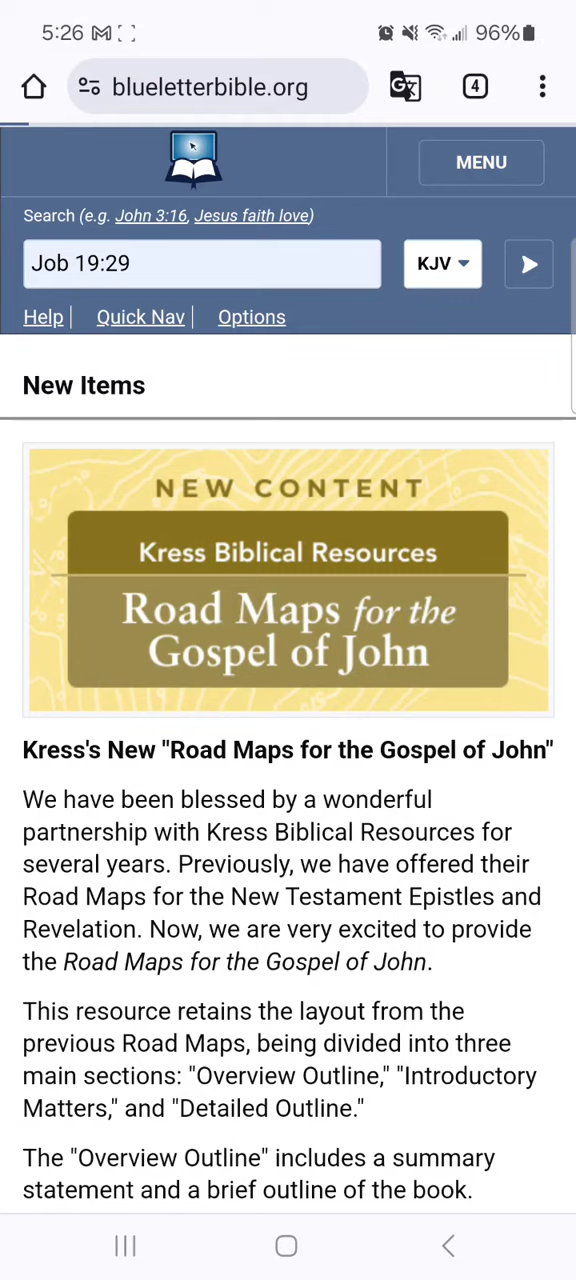 5:26 96%
blueletterbible.org 4
MENU
Search (e.g. John 3:16, Jesus faith love)
Job 19:29 KJV
Help Quick Nav Options
New Items
NEW CONTENT
Kress Biblical Resources
Road Maps for the
Gospel of John
Kress's New "Road Maps for the Gospel of John"
We have been blessed by a wonderful
partnership with Kress Biblical Resources for
several years. Previously, we have offered their
Road Maps for the New Testament Epistles and
Revelation. Now, we are very excited to provide
the Road Maps for the Gospel of John.
This resource retains the layout from the
previous Road Maps, being divided into three
main sections: "Overview Outline," "Introductory
Matters," and "Detailed Outline."
The "Overview Outline" includes a summary
statement and a brief outline of the book.